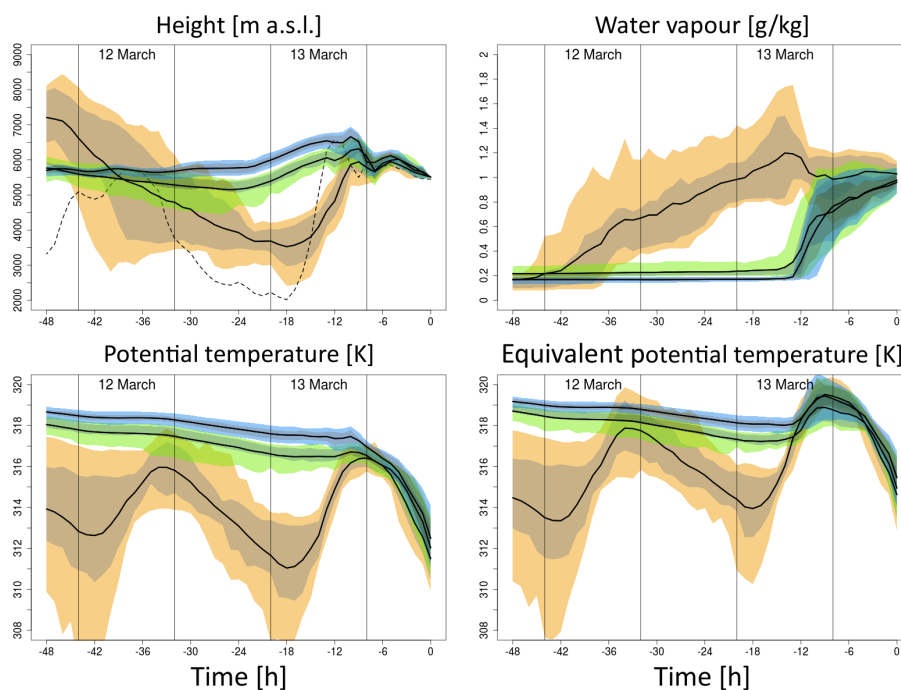 Height [m a.s.l.]
Water vapour [g/kg]
12 March 13 March
12 March 13 March
9000
8000
7000
6000
5000
4000
3000
2000
2
1.8
1.6
1.4
1.2
1
0.8
0.6
0.4
0.2
0
-48 -42 -36 -30 -24 -18 -12 -6 0
-48 -42 -36 -30 -24 -18 -12 -6 0
Potential temperature [K]
Equivalent potential temperature [K]
12 March 13 March
12 March 13 March
320
318
316
314
312
310
308
320
318
316
314
312
310
308
-48 -42 -36 -30 -24 -18 -12 -6 0
-48 -42 -36 -30 -24 -18 -12 -6 0
Time [h]
Time [h]